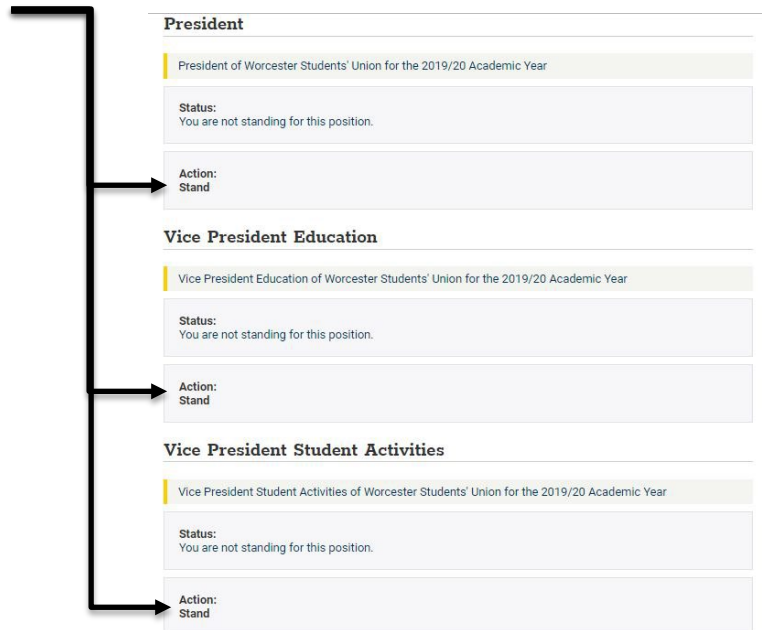 President
President of Worcester Students' Union for the 2019/20 Academic Year
Status:
You are not standing for this position.
Action:
Stand
Vice President Education
Vice President Education of Worcester Students' Union for the 2019/20 Academic Year
Status:
You are not standing for this position.
Action:
Stand
Vice President Student Activities
Vice President Student Activities of Worcester Students' Union for the 2019/20 Academic Year
Status:
You are not standing for this position.
Action:
Stand